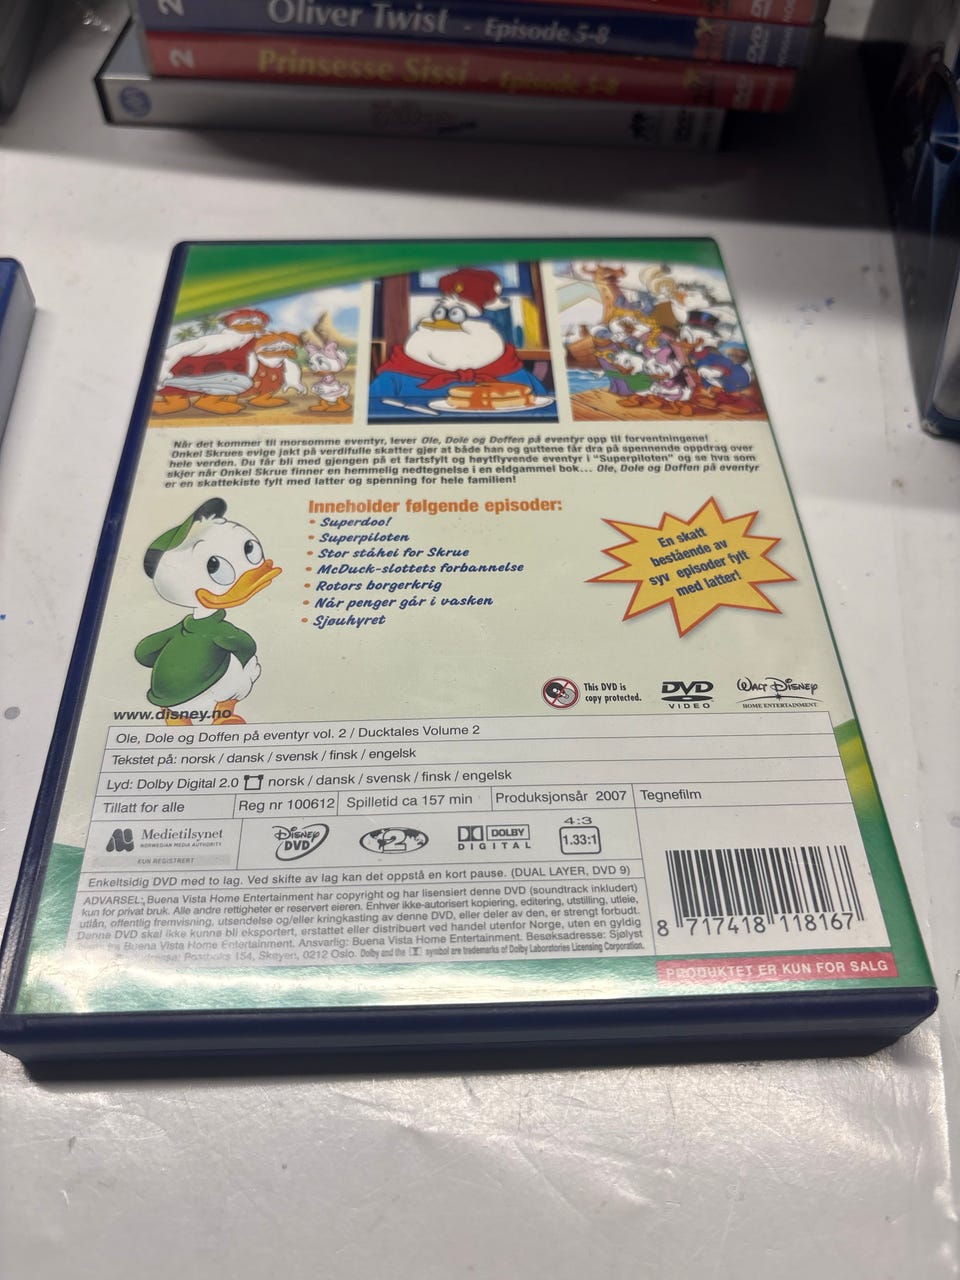 2
Oliver Twist - Episode 5-8
DVD
2
Prinsesse Sissi - Episode 5-8
DVD
Når det kommer til morsomme eventyr, lever Ole, Dole og Doffen på eventyr opp til forventningene!
Onkel Skrues evige jakt på verdifulle skatter gjør at både han og guttene får dra på spennende oppdrag over
hele verden. Du får bli med gjengen på et fartsfylt og høytflyvende eventyr i "Superpiloten" og se hva som
skjer når Onkel Skrue finner en hemmelig nedtegnelse i en eldgammel bok... Ole, Dole og Doffen på eventyr
er en skattekiste fylt med latter og spenning for hele familien!
Inneholder følgende episoder:
• Superdoo!
• Superpiloten
• Stor ståhei for Skrue
• McDuck-slottets forbannelse
• Rotors borgerkrig
• Når penger går i vasken
• Sjøuhyret
En skatt
bestående av
syv episoder fylt
med latter!
This DVD is
copy protected.
DVD
VIDEO
Walt Disney
HOME ENTERTAINMENT
www.disney.no
Ole, Dole og Doffen på eventyr vol. 2 / Ducktales Volume 2
Tekstet på: norsk / dansk / svensk / finsk / engelsk
Lyd: Dolby Digital 2.0 norsk / dansk / svensk / finsk / engelsk
Tillatt for alle
Reg nr 100612
Spilletid ca 157 min
Produksjonsår 2007
Tegnefilm
Medietilsynet
NORWEGIAN MEDIA AUTHORITY
KUN REGISTRERT
Disney
DVD
2
DOLBY
DIGITAL
4:3
1.33:1
Enkeltsidig DVD med to lag. Ved skifte av lag kan det oppstå en kort pause. (DUAL LAYER, DVD 9)
ADVARSEL: Buena Vista Home Entertainment har copyright og har lisensiert denne DVD (soundtrack inkludert)
kun for privat bruk. Alle andre rettigheter er reservert eieren. Enhver ikke-autorisert kopiering, editering, utstilling, utleie,
utlån, offentlig fremvisning, utsendelse og/eller kringkasting av denne DVD, eller deler av den, er strengt forbudt.
Denne DVD skal ikke kunne bli eksportert, erstattet eller distribuert ved handel utenfor Norge, uten en gyldig
fra Buena Vista Home Entertainment. Ansvarlig: Buena Vista Home Entertainment. Besøksadresse: Sjølyst
Postboks 154, Skøyen, 0212 Oslo. Dolby and the symbol are trademarks of Dolby Laboratories Licensing Corporation.
8 717418 118167
PRODUKTET ER KUN FOR SALG